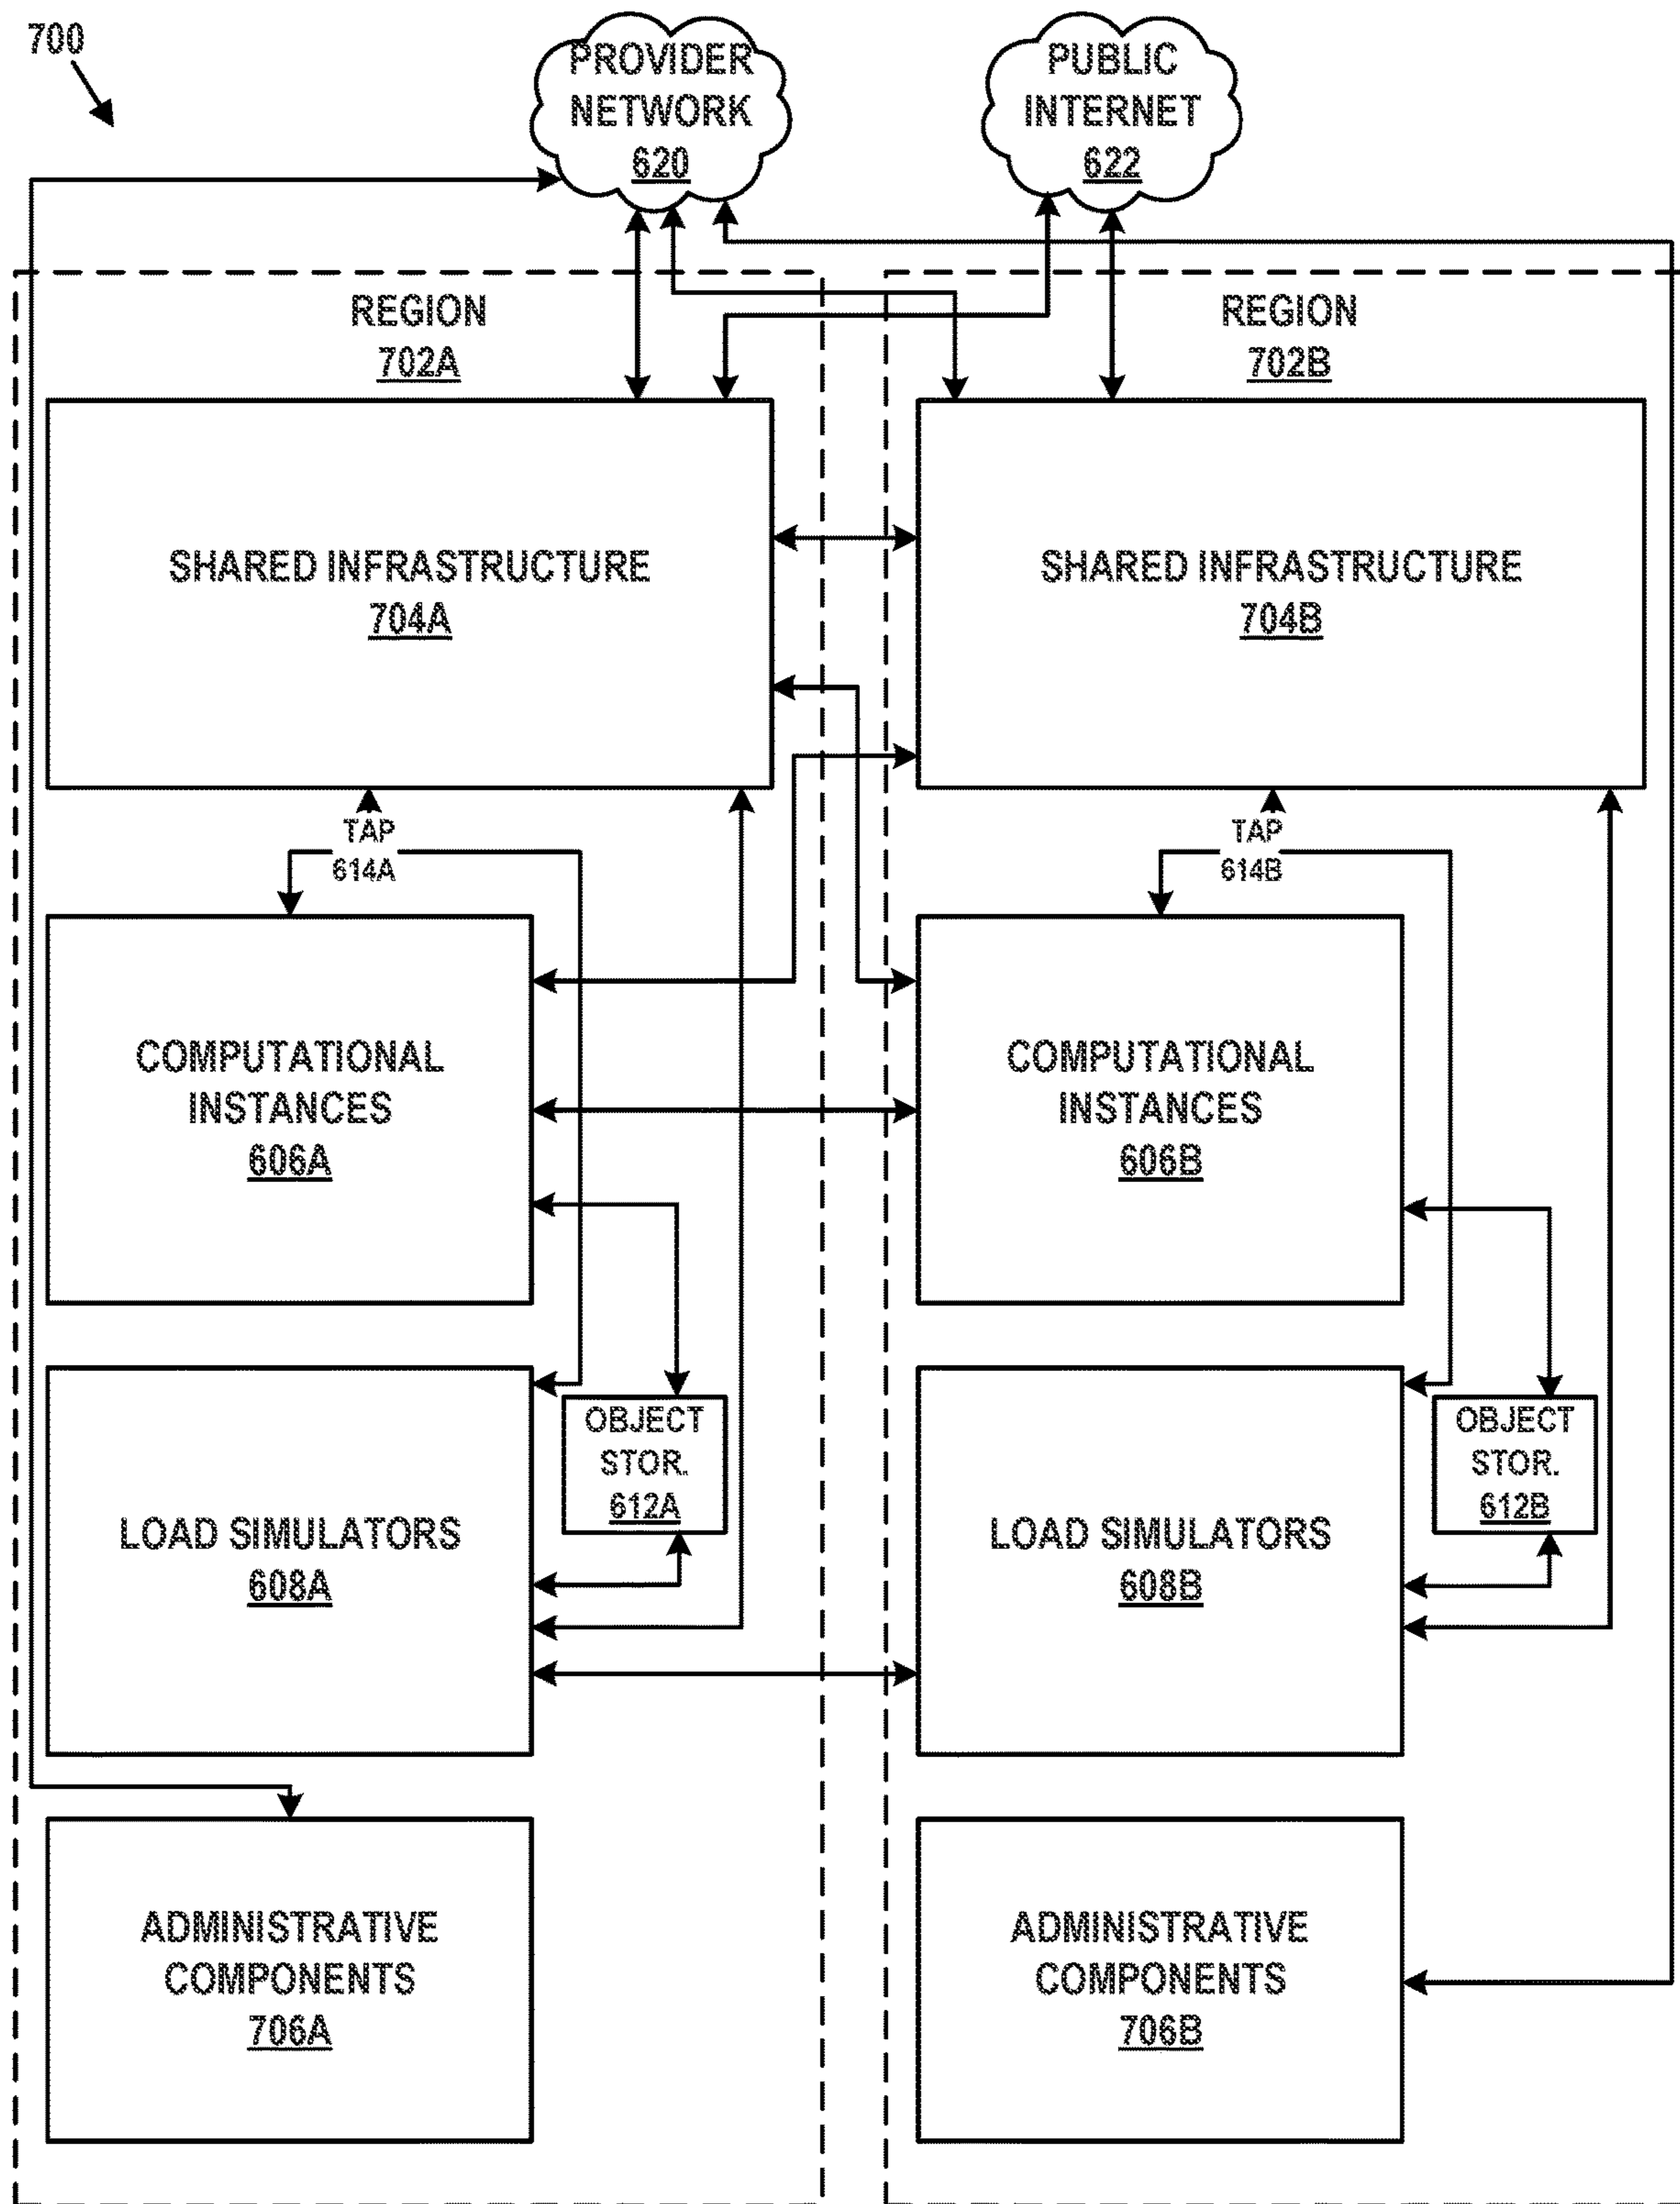 700
PROVIDER
NETWORK
620
PUBLIC
INTERNET
622
REGION
702A
REGION
702B
SHARED INFRASTRUCTURE
704A
SHARED INFRASTRUCTURE
704B
TAP
614A
TAP
614B
COMPUTATIONAL
INSTANCES
606A
COMPUTATIONAL
INSTANCES
606B
LOAD SIMULATORS
608A
OBJECT
STOR.
612A
LOAD SIMULATORS
608B
OBJECT
STOR.
612B
ADMINISTRATIVE
COMPONENTS
706A
ADMINISTRATIVE
COMPONENTS
706B